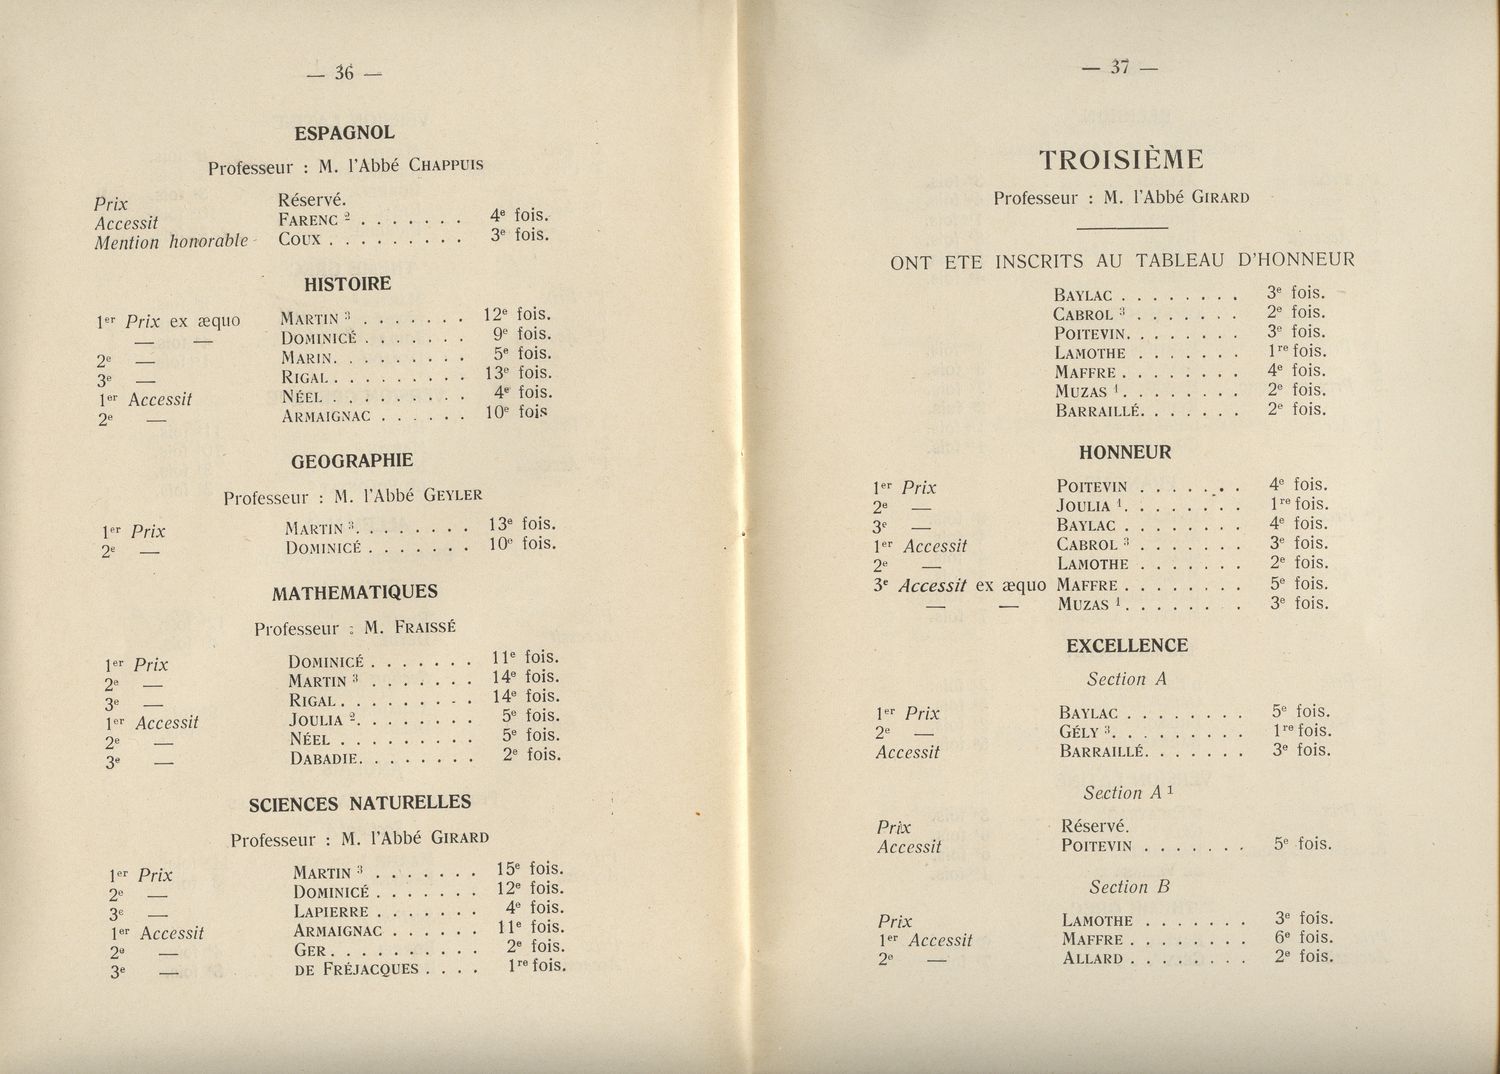 — 36 —
ESPAGNOL
Professeur : M. l'Abbé CHAPPUIS
Prix Réservé.
Accessit FARENC ² . . . . . . . 4ᵉ fois.
Mention honorable COUX . . . . . . . . . 3ᵉ fois.
HISTOIRE
1ᵉʳ Prix ex æquo MARTIN ³ . . . . . . . 12ᵉ fois.
— — DOMINICÉ . . . . . . . 9ᵉ fois.
2ᵉ — MARIN. . . . . . . . . 5ᵉ fois.
3ᵉ — RIGAL . . . . . . . . . 13ᵉ fois.
1ᵉʳ Accessit NÉEL . . . . . . . . . 4ᵉ fois.
2ᵉ — ARMAIGNAC . . . . . . 10ᵉ fois
GEOGRAPHIE
Professeur : M. l'Abbé GEYLER
1ᵉʳ Prix MARTIN ³. . . . . . . . 13ᵉ fois.
2ᵉ — DOMINICÉ . . . . . . . 10ᵉ fois.
MATHEMATIQUES
Professeur : M. FRAISSÉ
1ᵉʳ Prix DOMINICÉ . . . . . . . 11ᵉ fois.
2ᵉ — MARTIN ³ . . . . . . . 14ᵉ fois.
3ᵉ — RIGAL . . . . . . . . . 14ᵉ fois.
1ᵉʳ Accessit JOULIA ². . . . . . . . 5ᵉ fois.
2ᵉ — NÉEL . . . . . . . . . 5ᵉ fois.
3ᵉ — DABADIE. . . . . . . . 2ᵉ fois.
SCIENCES NATURELLES
Professeur : M. l'Abbé GIRARD
1ᵉʳ Prix MARTIN ³ . . . . . . . 15ᵉ fois.
2ᵉ — DOMINICÉ . . . . . . . 12ᵉ fois.
3ᵉ — LAPIERRE . . . . . . . 4ᵉ fois.
1ᵉʳ Accessit ARMAIGNAC . . . . . . 11ᵉ fois.
2ᵉ — GER . . . . . . . . . . 2ᵉ fois.
3ᵉ — DE FRÉJACQUES . . . . 1ʳᵉ fois.
— 37 —
TROISIÈME
Professeur : M. l'Abbé GIRARD
ONT ETE INSCRITS AU TABLEAU D'HONNEUR
BAYLAC . . . . . . . . 3ᵉ fois.
CABROL ³ . . . . . . . 2ᵉ fois.
POITEVIN. . . . . . . . 3ᵉ fois.
LAMOTHE . . . . . . . 1ʳᵉ fois.
MAFFRE . . . . . . . . 4ᵉ fois.
MUZAS ¹. . . . . . . . 2ᵉ fois.
BARRAILLÉ. . . . . . . 2ᵉ fois.
HONNEUR
1ᵉʳ Prix POITEVIN . . . . . . . 4ᵉ fois.
2ᵉ — JOULIA ¹. . . . . . . . 1ʳᵉ fois.
3ᵉ — BAYLAC . . . . . . . . 4ᵉ fois.
1ᵉʳ Accessit CABROL ³ . . . . . . . 3ᵉ fois.
2ᵉ — LAMOTHE . . . . . . . 2ᵉ fois.
3ᵉ Accessit ex æquo MAFFRE . . . . . . . . 5ᵉ fois.
— — MUZAS ¹ . . . . . . . . 3ᵉ fois.
EXCELLENCE
Section A
1ᵉʳ Prix BAYLAC . . . . . . . . 5ᵉ fois.
2ᵉ — GÉLY ³. . . . . . . . . 1ʳᵉ fois.
Accessit BARRAILLÉ. . . . . . . 3ᵉ fois.
Section A ¹
Prix Réservé.
Accessit POITEVIN . . . . . . . 5ᵉ fois.
Section B
Prix LAMOTHE . . . . . . . 3ᵉ fois.
1ᵉʳ Accessit MAFFRE . . . . . . . . 6ᵉ fois.
2ᵉ — ALLARD . . . . . . . . 2ᵉ fois.